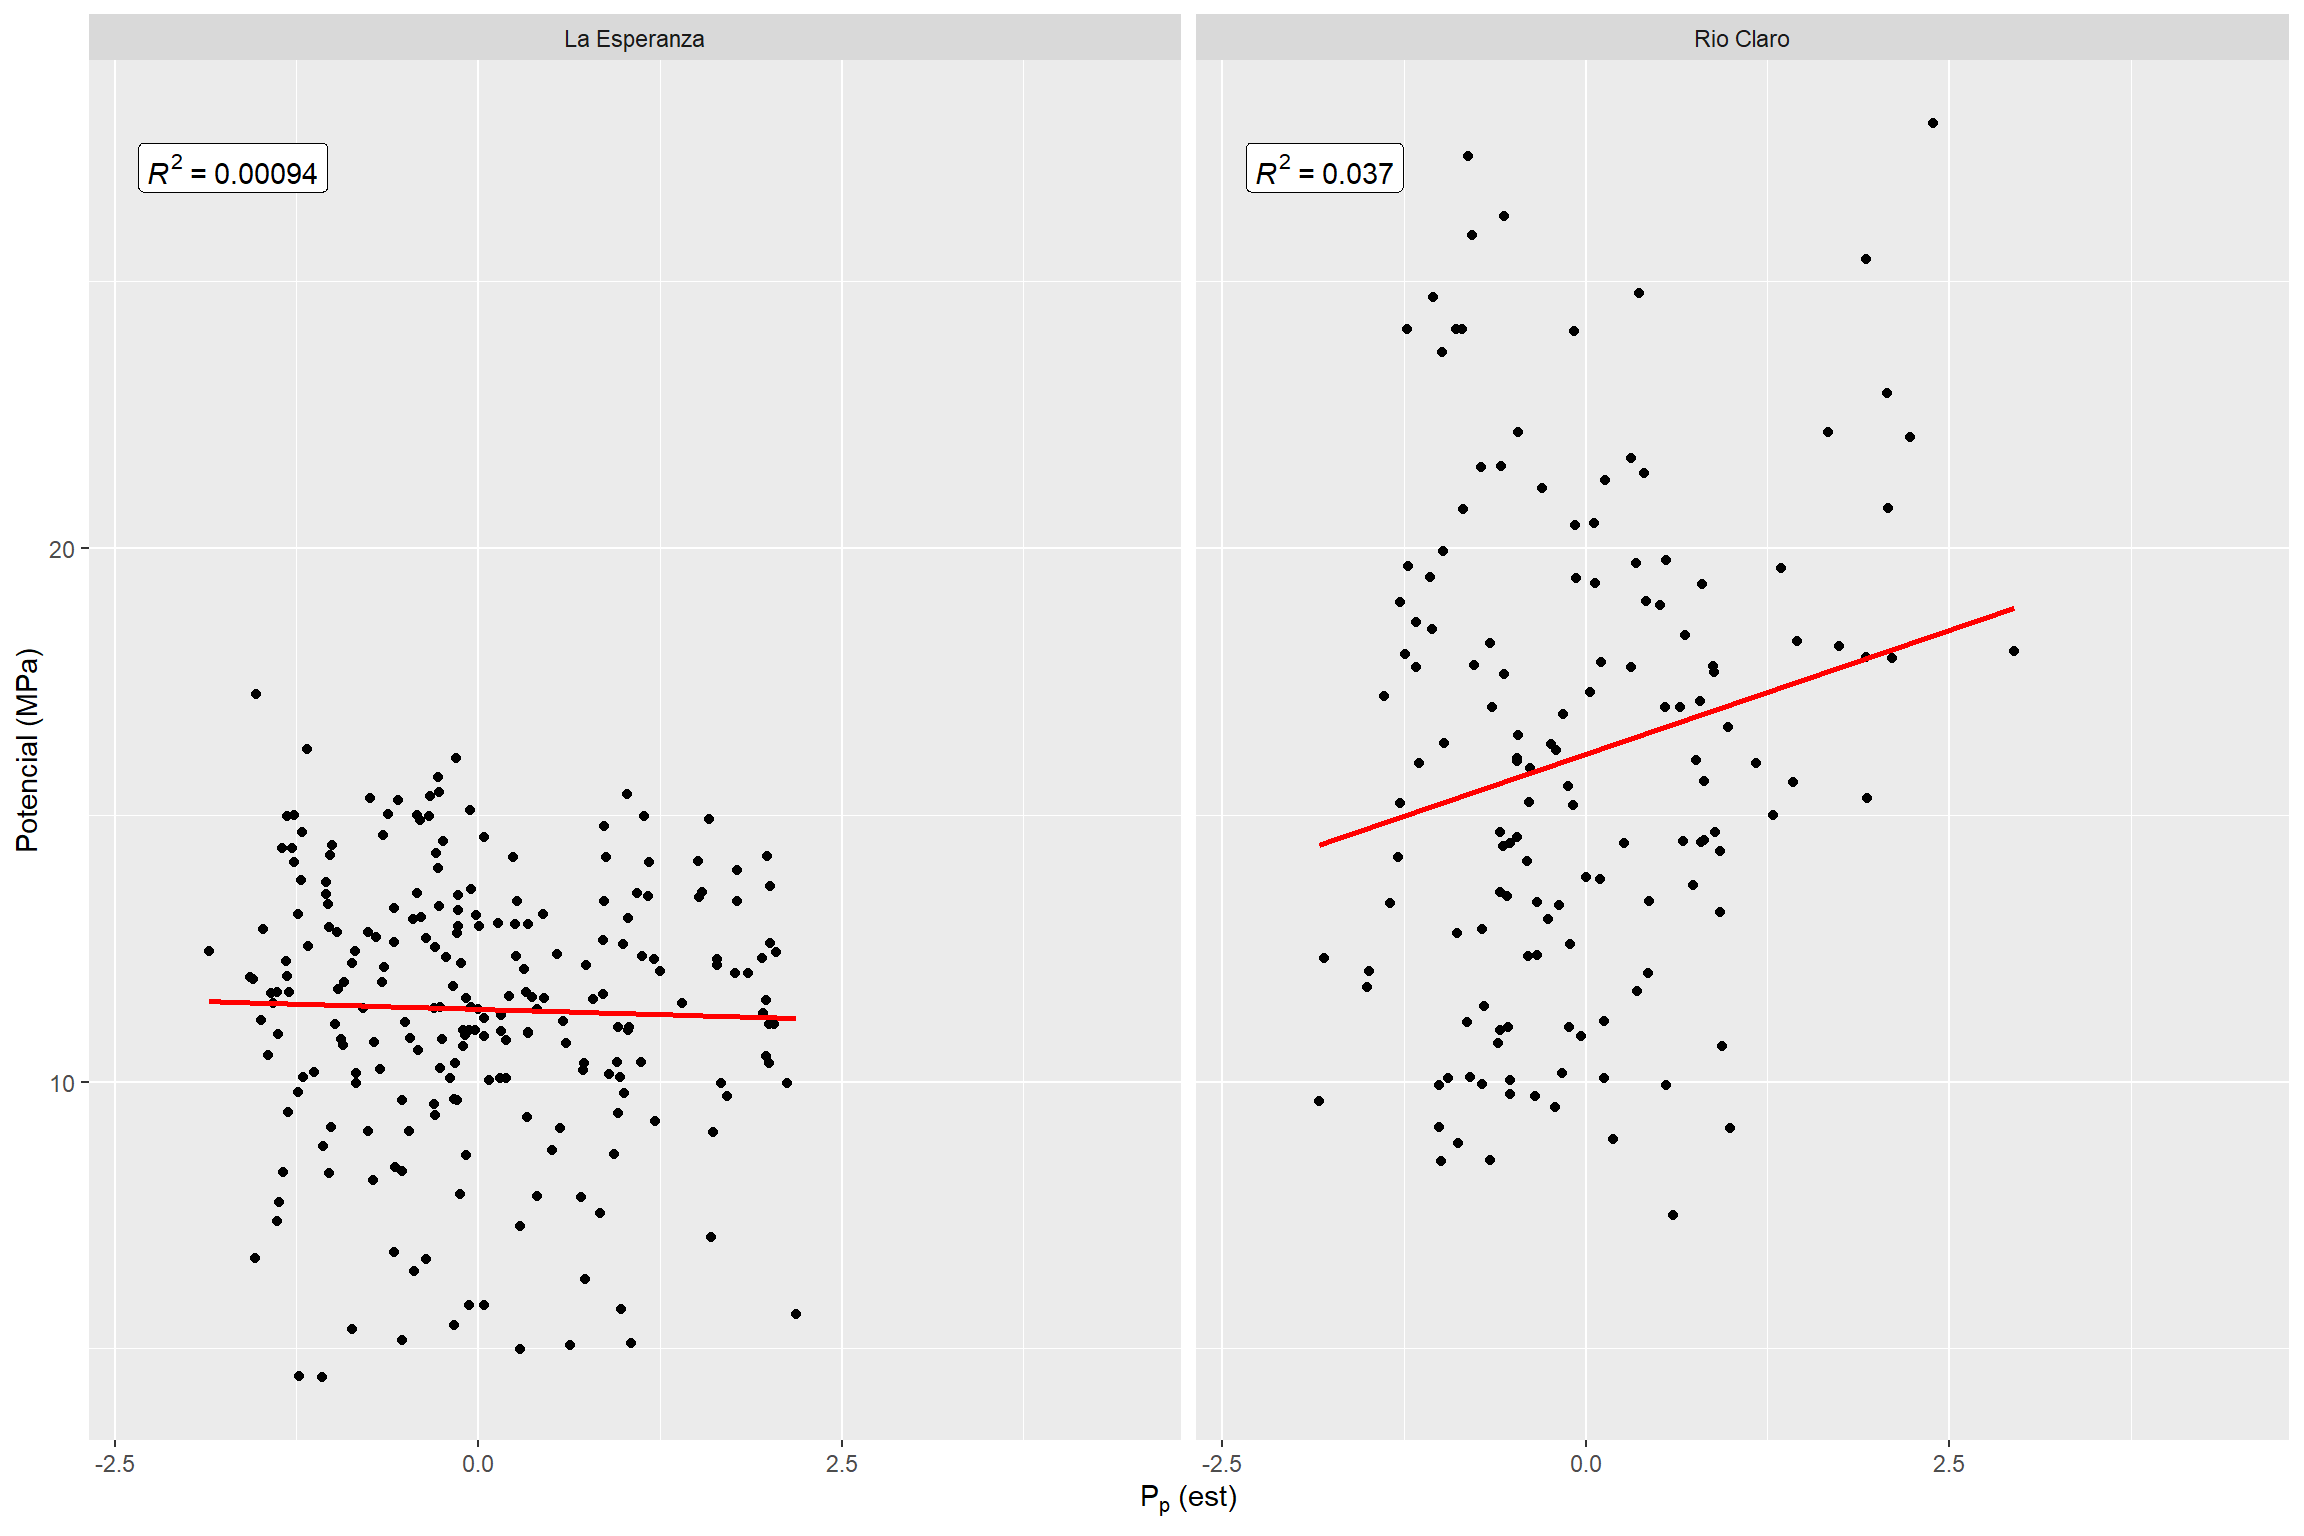 La Esperanza
Rio Claro
R² = 0.00094
R² = 0.037
20
10
Potencial (MPa)
-2.5 0.0 2.5
-2.5 0.0 2.5
Pₚ (est)